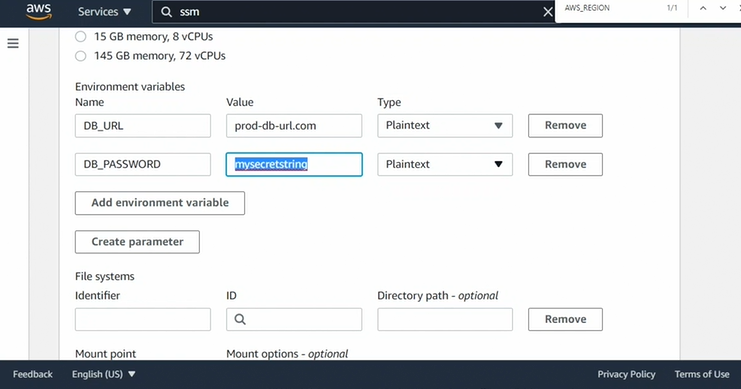 aws Services ssm AWS_REGION 1/1
15 GB memory, 8 vCPUs
145 GB memory, 72 vCPUs
Environment variables
Name Value Type
DB_URL prod-db-url.com Plaintext Remove
DB_PASSWORD mysecretstring Plaintext Remove
Add environment variable
Create parameter
File systems
Identifier ID Directory path - optional
Remove
Mount point Mount options - optional
Feedback English (US) Privacy Policy Terms of Use